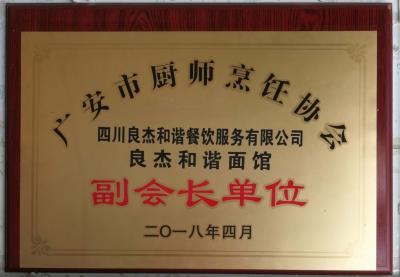 广安市厨师烹饪协会
四川良杰和谐餐饮服务有限公司
良杰和谐面馆
副会长单位
二〇一八年四月